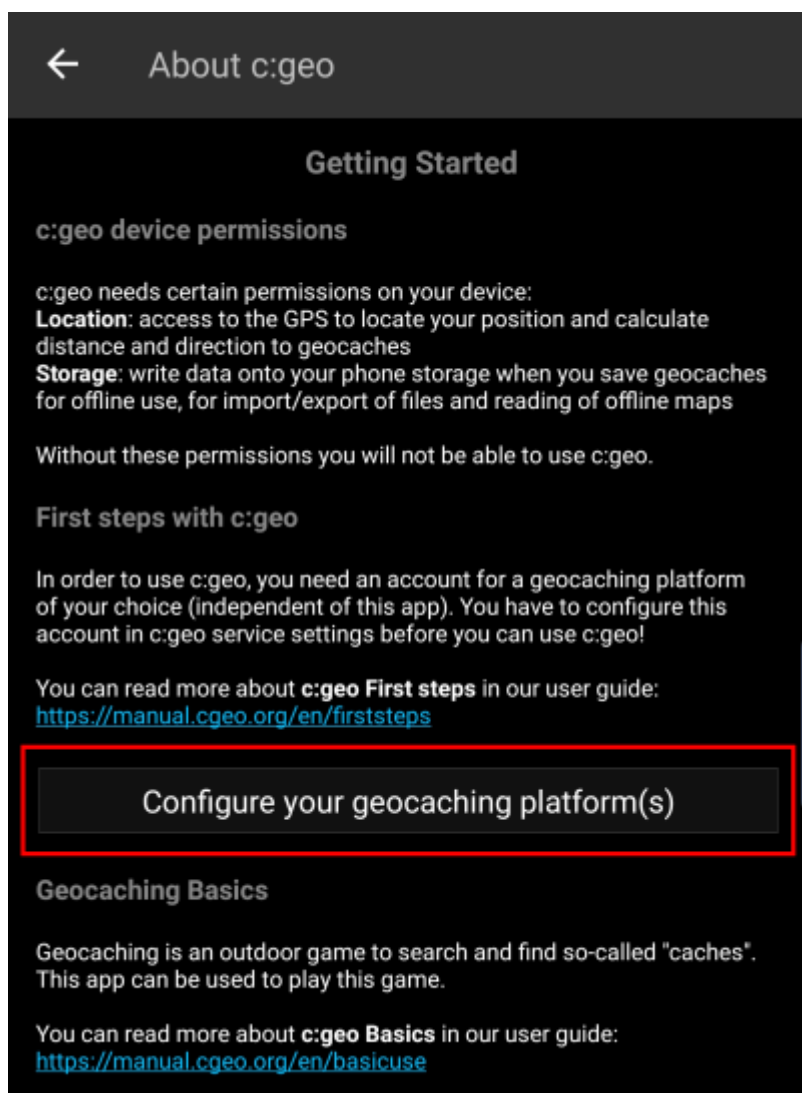 About c:geo
Getting Started
c:geo device permissions
c:geo needs certain permissions on your device:
Location: access to the GPS to locate your position and calculate
distance and direction to geocaches
Storage: write data onto your phone storage when you save geocaches
for offline use, for import/export of files and reading of offline maps
Without these permissions you will not be able to use c:geo.
First steps with c:geo
In order to use c:geo, you need an account for a geocaching platform
of your choice (independent of this app). You have to configure this
account in c:geo service settings before you can use c:geo!
You can read more about c:geo First steps in our user guide:
https://manual.cgeo.org/en/firststeps
Configure your geocaching platform(s)
Geocaching Basics
Geocaching is an outdoor game to search and find so-called "caches".
This app can be used to play this game.
You can read more about c:geo Basics in our user guide:
https://manual.cgeo.org/en/basicuse